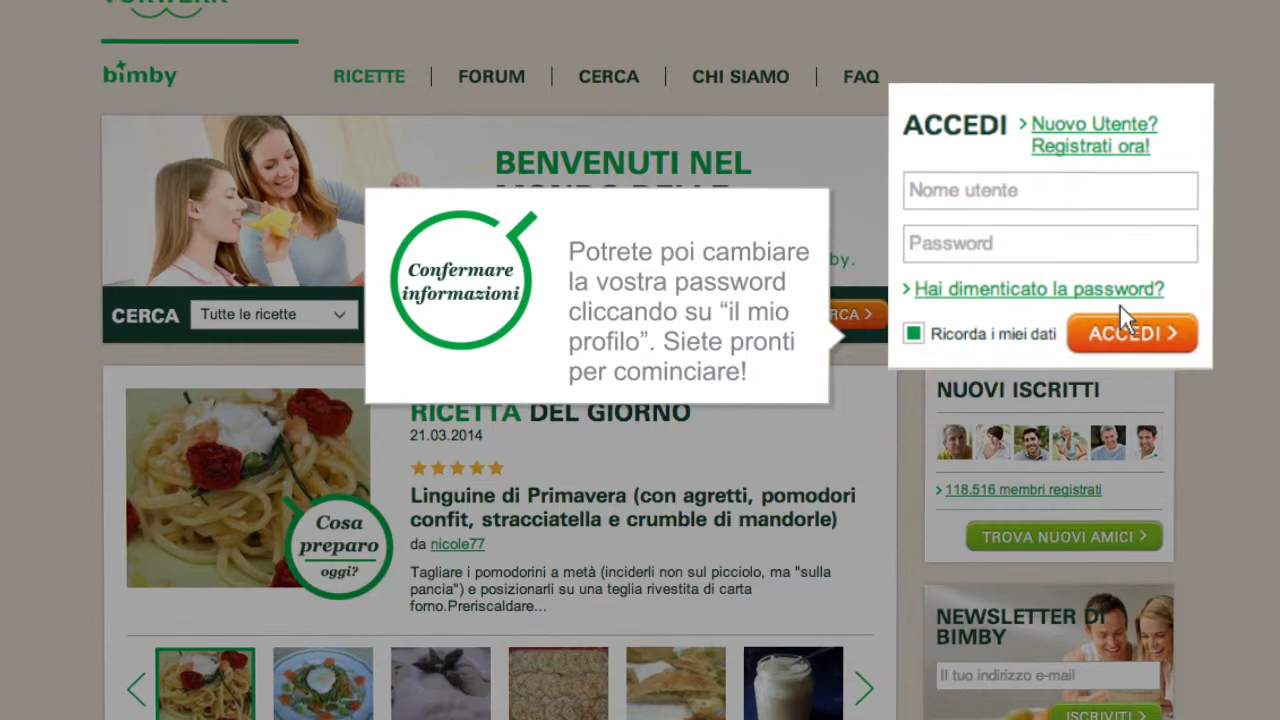 VORWERK
bimby
RICETTE
FORUM
CERCA
CHI SIAMO
FAQ
ACCEDI
Nuovo Utente?
Registrati ora!
Nome utente
Password
Hai dimenticato la password?
Ricorda i miei dati
ACCEDI
BENVENUTI NEL
MONDO DELLE
by.
CERCA
Tutte le ricette
RCA
Confermare
informazioni
Potrete poi cambiare
la vostra password
cliccando su “il mio
profilo”. Siete pronti
per cominciare!
RICETTA DEL GIORNO
21.03.2014
Linguine di Primavera (con agretti, pomodori
confit, stracciatella e crumble di mandorle)
da nicole77
Tagliare i pomodorini a metà (inciderli non sul picciolo, ma "sulla
pancia") e posizionarli su una teglia rivestita di carta
forno.Preriscaldare...
Cosa
preparo
oggi?
NUOVI ISCRITTI
118.516 membri registrati
TROVA NUOVI AMICI
NEWSLETTER DI
BIMBY
Il tuo indirizzo e-mail
ISCRIVITI